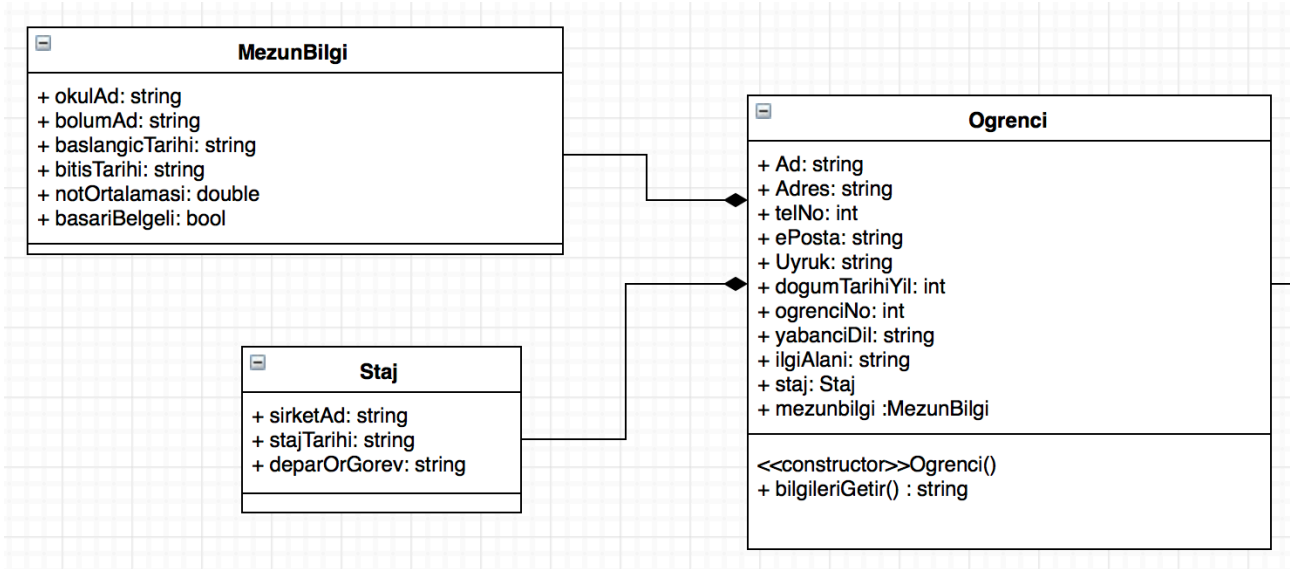 MezunBilgi
+ okulAd: string
+ bolumAd: string
+ baslangicTarihi: string
+ bitisTarihi: string
+ notOrtalamasi: double
+ basariBelgeli: bool
Staj
+ sirketAd: string
+ stajTarihi: string
+ deparOrGorev: string
Ogrenci
+ Ad: string
+ Adres: string
+ telNo: int
+ ePosta: string
+ Uyruk: string
+ dogumTarihiYil: int
+ ogrenciNo: int
+ yabanciDil: string
+ ilgiAlani: string
+ staj: Staj
+ mezunbilgi :MezunBilgi
<<constructor>>Ogrenci()
+ bilgileriGetir() : string